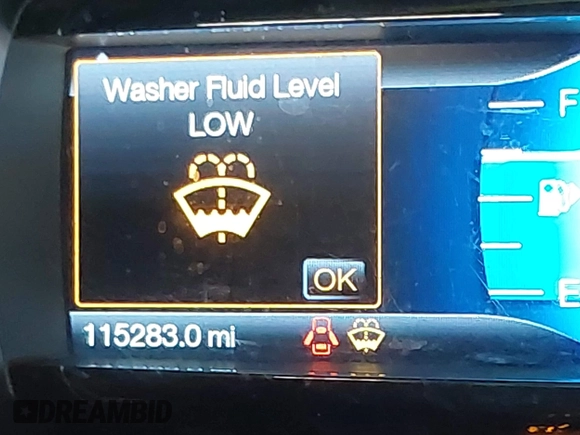 Washer Fluid Level
LOW
OK
F
E
115283.0 mi
DREAMBID